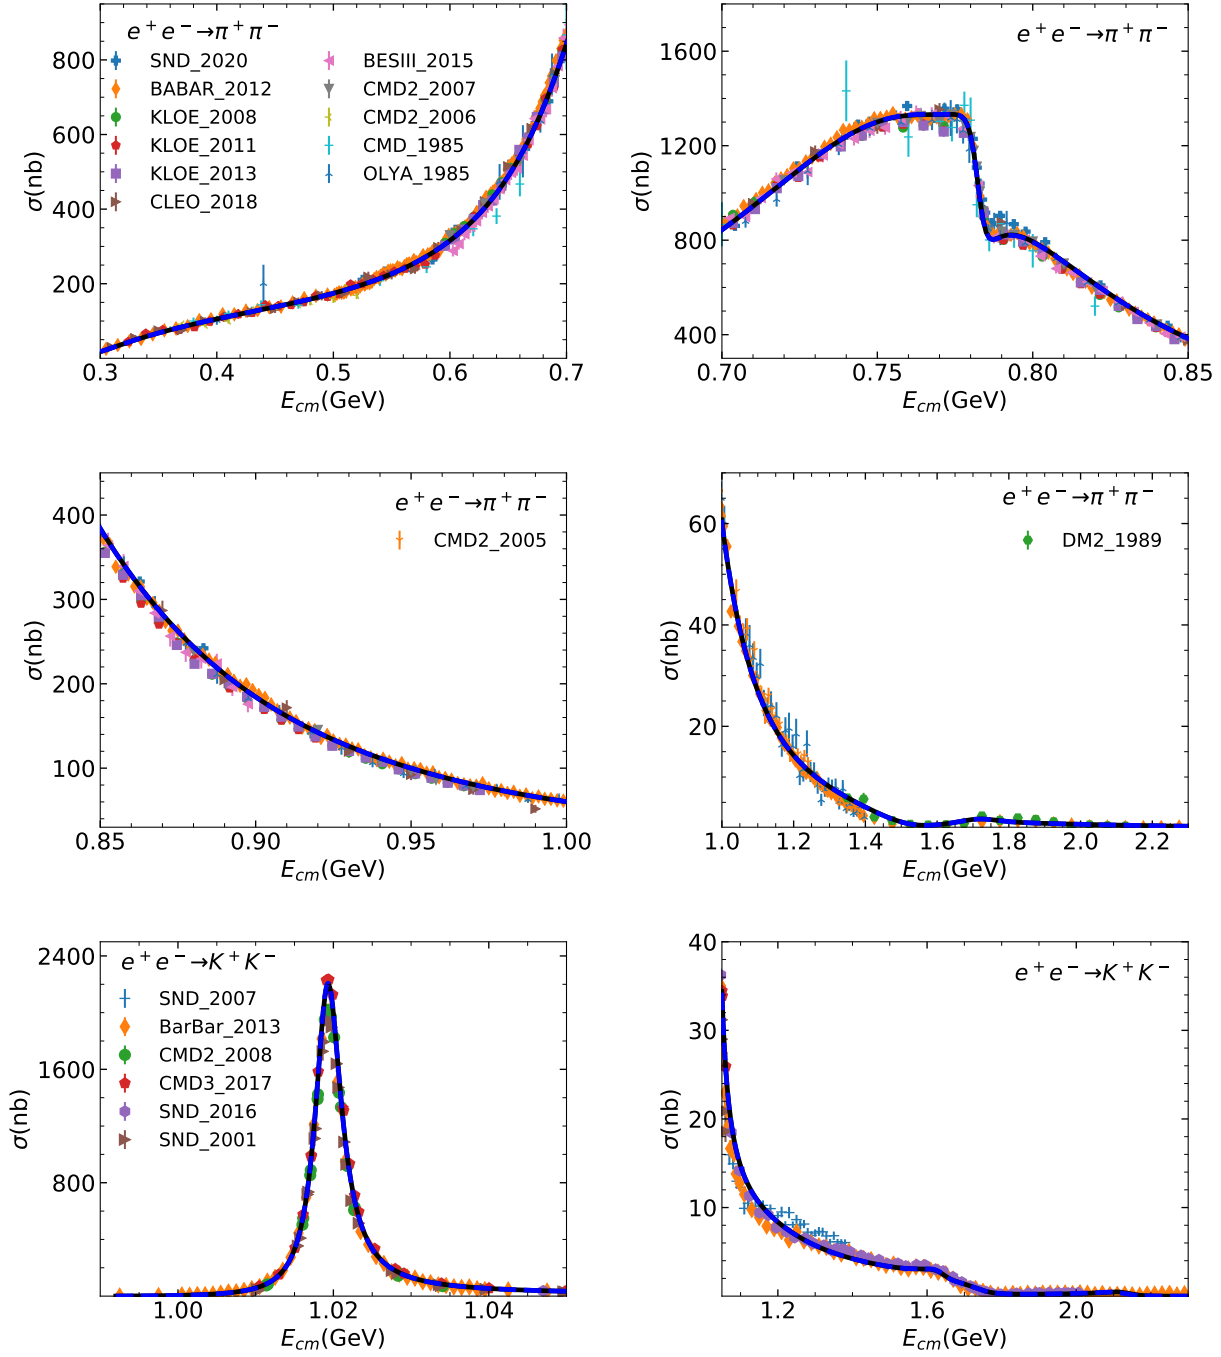 e⁺e⁻→π⁺π⁻
SND_2020
BABAR_2012
KLOE_2008
KLOE_2011
KLOE_2013
CLEO_2018
BESIII_2015
CMD2_2007
CMD2_2006
CMD_1985
OLYA_1985
800
600
400
200
σ(nb)
0.3 0.4 0.5 0.6 0.7
E_cm(GeV)
e⁺e⁻→π⁺π⁻
1600
1200
800
400
σ(nb)
0.70 0.75 0.80 0.85
E_cm(GeV)
e⁺e⁻→π⁺π⁻
CMD2_2005
400
300
200
100
σ(nb)
0.85 0.90 0.95 1.00
E_cm(GeV)
e⁺e⁻→π⁺π⁻
DM2_1989
60
40
20
σ(nb)
1.0 1.2 1.4 1.6 1.8 2.0 2.2
E_cm(GeV)
e⁺e⁻→K⁺K⁻
SND_2007
BarBar_2013
CMD2_2008
CMD3_2017
SND_2016
SND_2001
2400
1600
800
σ(nb)
1.00 1.02 1.04
E_cm(GeV)
e⁺e⁻→K⁺K⁻
40
30
20
10
σ(nb)
1.2 1.6 2.0
E_cm(GeV)